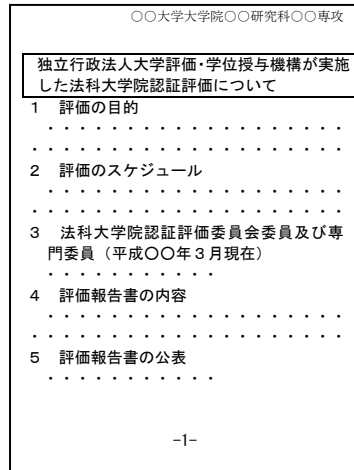 ○○大学大学院○○研究科○○専攻
独立行政法人大学評価・学位授与機構が実施
した法科大学院認証評価について
１　評価の目的
・・・・・・・・・・・・・・・・・
・・・・・・・・・・・・・・・・・・
２　評価のスケジュール
・・・・・・・・・・・・・・・・・
・・・・・・・・・・・・・・・・・・
３　法科大学院認証評価委員会委員及び専
門委員（平成〇〇年３月現在）
・・・・・・・・・・
４　評価報告書の内容
・・・・・・・・・・・・・・・・・
・・・・・・・・・・・・・・・・・・
５　評価報告書の公表
・・・・・・・・・・
-1-